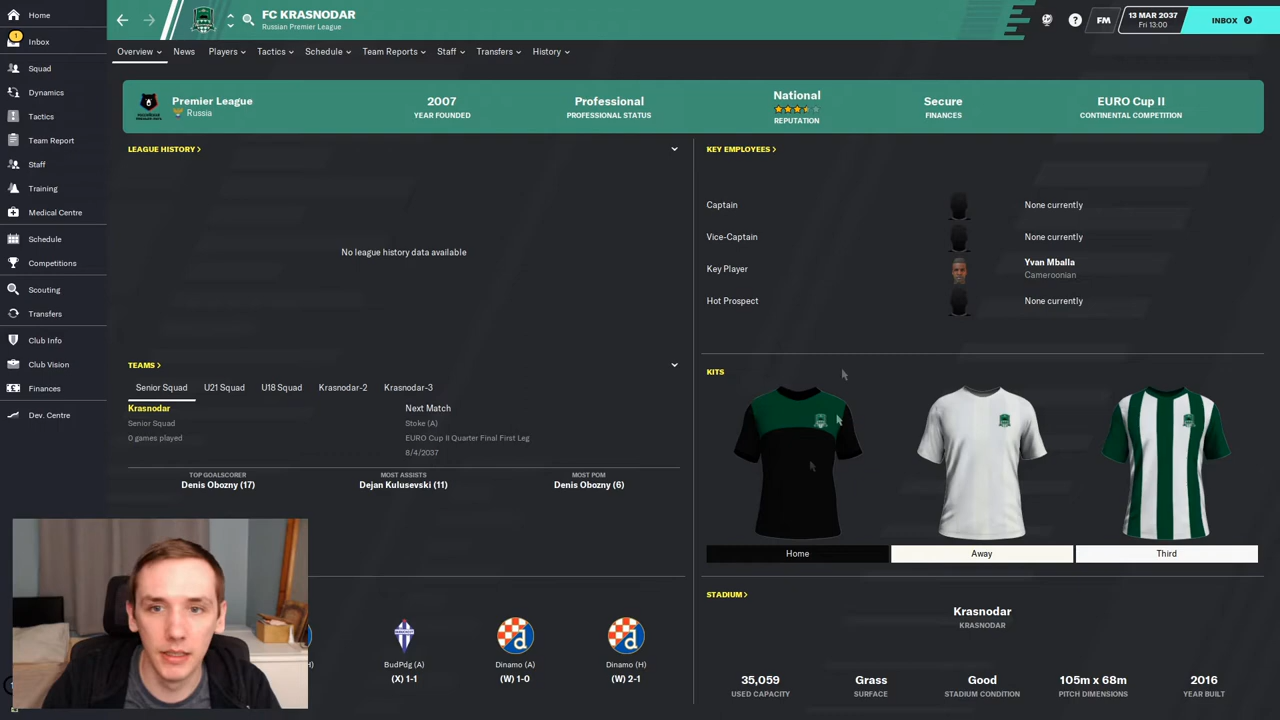 Home
1
Inbox
Squad
Dynamics
Tactics
Team Report
Staff
Training
Medical Centre
Schedule
Competitions
Scouting
Transfers
Club Info
Club Vision
Finances
Dev. Centre
FC KRASNODAR
Russian Premier League
FM
13 MAR 2037
Fri 13:00
INBOX
Overview
News
Players
Tactics
Schedule
Team Reports
Staff
Transfers
History
Premier League
Russia
2007
YEAR FOUNDED
Professional
PROFESSIONAL STATUS
National
REPUTATION
Secure
FINANCES
EURO Cup II
CONTINENTAL COMPETITION
LEAGUE HISTORY >
No league history data available
TEAMS >
Senior Squad U21 Squad U18 Squad Krasnodar-2 Krasnodar-3
Krasnodar
Senior Squad
0 games played
Next Match
Stoke (A)
EURO Cup II Quarter Final First Leg
8/4/2037
TOP GOALSCORER
Denis Obozny (17)
MOST ASSISTS
Dejan Kulusevski (11)
MOST POM
Denis Obozny (6)
BudPdg (A)
(X) 1-1
Dinamo (A)
(W) 1-0
Dinamo (H)
(W) 2-1
KEY EMPLOYEES >
Captain None currently
Vice-Captain None currently
Key Player Yvan Mballa
Cameroonian
Hot Prospect None currently
KITS
Home
Away
Third
STADIUM >
Krasnodar
KRASNODAR
35,059
USED CAPACITY
Grass
SURFACE
Good
STADIUM CONDITION
105m x 68m
PITCH DIMENSIONS
2016
YEAR BUILT